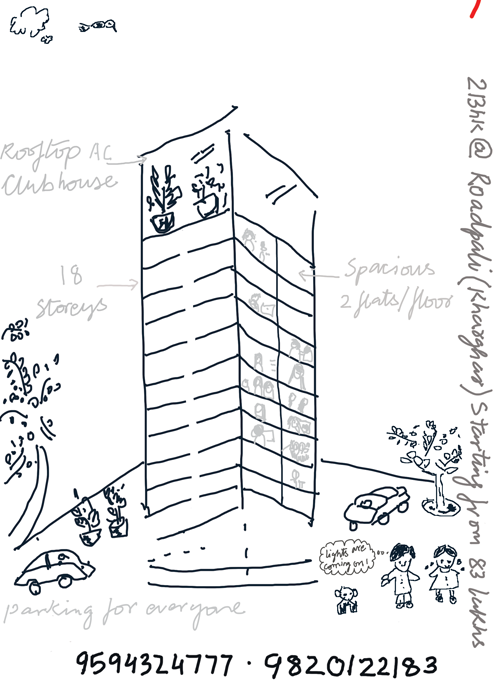 Rooftop AC
Clubhouse
18
Storeys
Spacious
2 flats/floor
2Bhk @ Roadpali (Kharghar) Starting from 83 lakhs
lights are
coming on!
parking for everyone
9594324777 · 9820122183